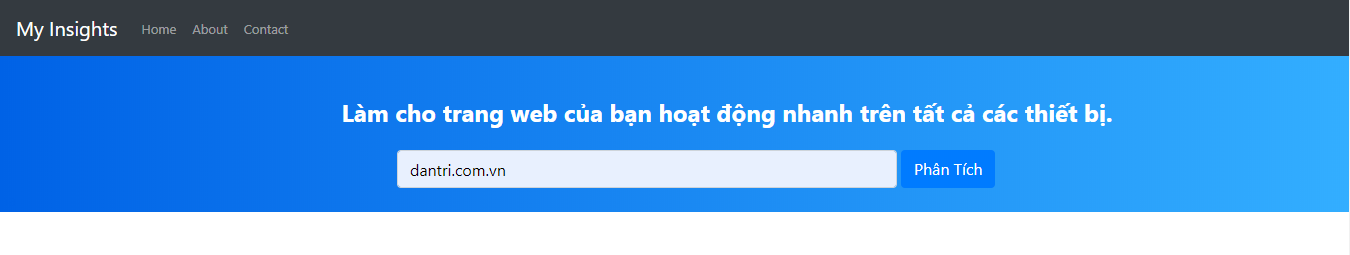 My Insights Home About Contact
Làm cho trang web của bạn hoạt động nhanh trên tất cả các thiết bị.
dantri.com.vn Phân Tích